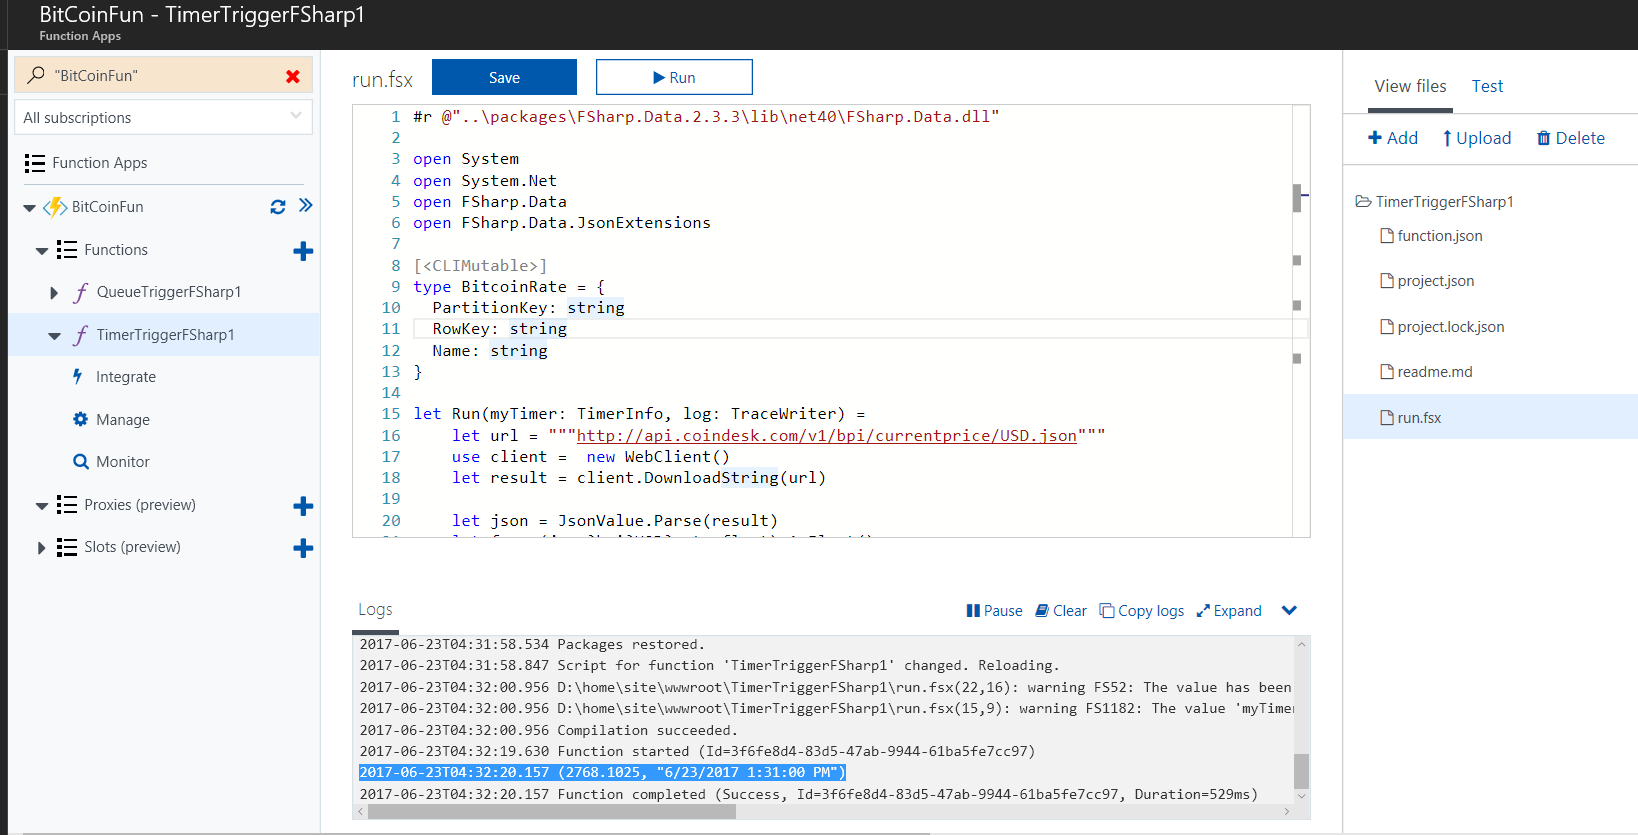 BitCoinFun - TimerTriggerFSharp1
Function Apps
"BitCoinFun"
All subscriptions
Function Apps
BitCoinFun
Functions
QueueTriggerFSharp1
TimerTriggerFSharp1
Integrate
Manage
Monitor
Proxies (preview)
Slots (preview)
run.fsx
Save
Run
1 #r @"..\packages\FSharp.Data.2.3.3\lib\net40\FSharp.Data.dll"
2
3 open System
4 open System.Net
5 open FSharp.Data
6 open FSharp.Data.JsonExtensions
7
8 [<CLIMutable>]
9 type BitcoinRate = {
10   PartitionKey: string
11   RowKey: string
12   Name: string
13 }
14
15 let Run(myTimer: TimerInfo, log: TraceWriter) =
16     let url = """http://api.coindesk.com/v1/bpi/currentprice/USD.json"""
17     use client =  new WebClient()
18     let result = client.DownloadString(url)
19
20     let json = JsonValue.Parse(result)
Logs
Pause
Clear
Copy logs
Expand
2017-06-23T04:31:58.534 Packages restored.
2017-06-23T04:31:58.847 Script for function 'TimerTriggerFSharp1' changed. Reloading.
2017-06-23T04:32:00.956 D:\home\site\wwwroot\TimerTriggerFSharp1\run.fsx(22,16): warning FS52: The value has been
2017-06-23T04:32:00.956 D:\home\site\wwwroot\TimerTriggerFSharp1\run.fsx(15,9): warning FS1182: The value 'myTimer
2017-06-23T04:32:00.956 Compilation succeeded.
2017-06-23T04:32:19.630 Function started (Id=3f6fe8d4-83d5-47ab-9944-61ba5fe7cc97)
2017-06-23T04:32:20.157 (2768.1025, "6/23/2017 1:31:00 PM")
2017-06-23T04:32:20.157 Function completed (Success, Id=3f6fe8d4-83d5-47ab-9944-61ba5fe7cc97, Duration=529ms)
View files
Test
Add
Upload
Delete
TimerTriggerFSharp1
function.json
project.json
project.lock.json
readme.md
run.fsx